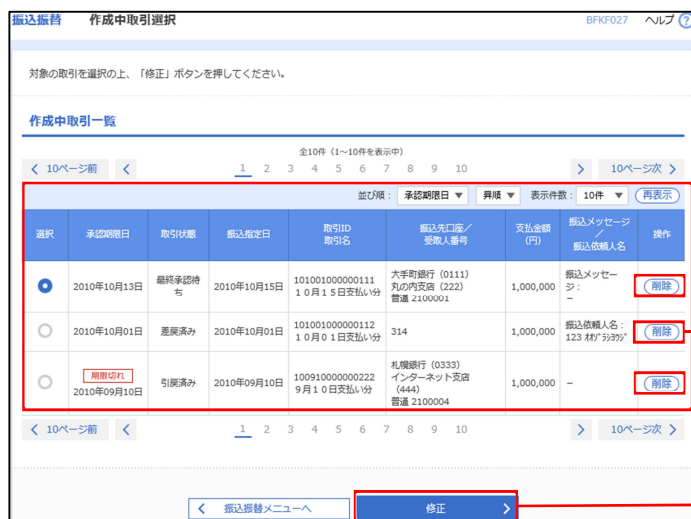 振込振替 作成中取引選択 BFKF027 ヘルプ ?
対象の取引を選択の上、「修正」ボタンを押してください。
作成中取引一覧
全10件（1～10件を表示中）
< 10ページ前 < 1 2 3 4 5 6 7 8 9 10 > 10ページ次 >
並び順： 承認期限日 ▼ 昇順 ▼ 表示件数： 10件 ▼ 再表示
選択 承認期限日 取引状態 振込指定日 取引ID 振込先口座／ 支払金額 振込メッセージ 操作
取引名 受取人番号 (円) ／
振込依頼人名
2010年10月13日 最終承認待 2010年10月15日 101001000000111 大手町銀行（0111） 1,000,000 振込メッセー 削除
ち 10月15日支払い分 丸の内支店（222） ジ：
普通 2100001 －
2010年10月01日 差戻済み 2010年10月01日 101001000000112 314 1,000,000 振込依頼人名： 削除
10月01日支払い分 123
期限切れ 引戻済み 2010年09月10日 100910000000222 札幌銀行（0333） 1,000,000 － 削除
2010年09月10日 9月10日支払い分 インターネット支店
（444）
普通 2100004
< 10ページ前 < 1 2 3 4 5 6 7 8 9 10 > 10ページ次 >
< 振込振替メニューへ 修正 >